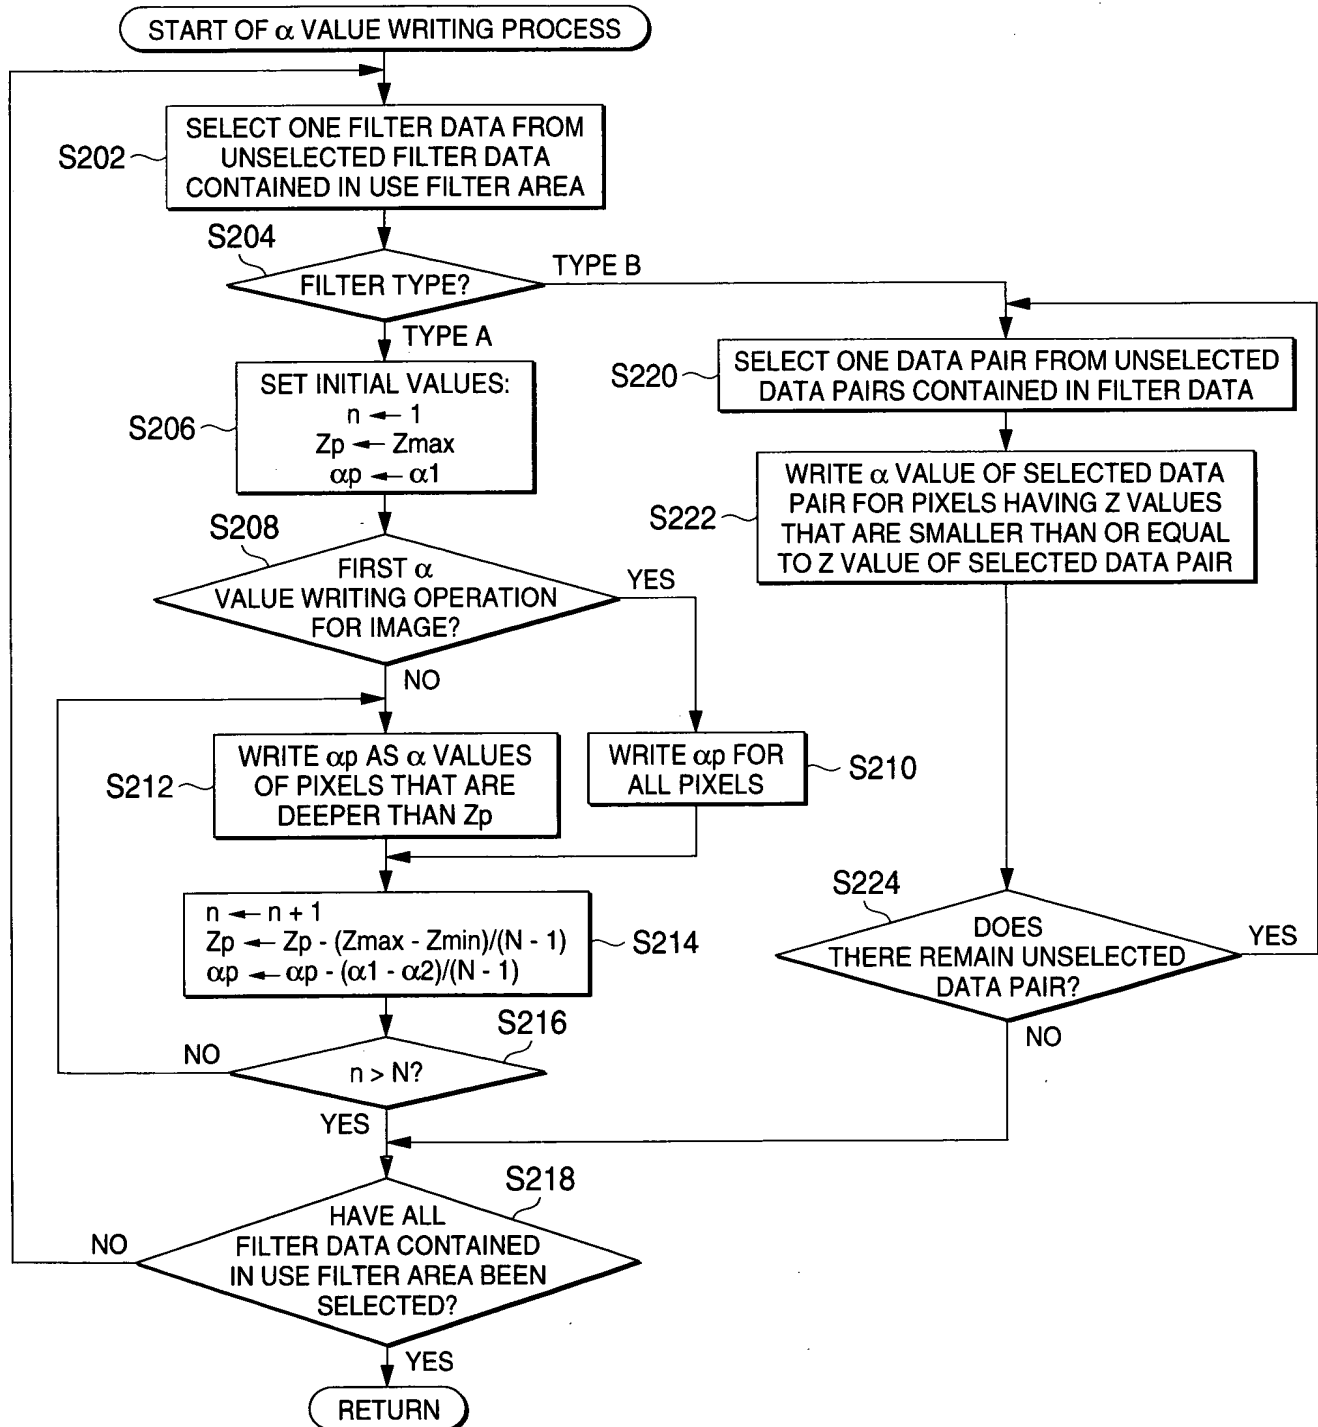 START OF α VALUE WRITING PROCESS
S202
SELECT ONE FILTER DATA FROM
UNSELECTED FILTER DATA
CONTAINED IN USE FILTER AREA
S204
FILTER TYPE?
TYPE B
TYPE A
S206
SET INITIAL VALUES:
n ← 1
Zp ← Zmax
αp ← α1
S220
SELECT ONE DATA PAIR FROM UNSELECTED
DATA PAIRS CONTAINED IN FILTER DATA
S222
WRITE α VALUE OF SELECTED DATA
PAIR FOR PIXELS HAVING Z VALUES
THAT ARE SMALLER THAN OR EQUAL
TO Z VALUE OF SELECTED DATA PAIR
S208
FIRST α
VALUE WRITING OPERATION
FOR IMAGE?
YES
NO
S212
WRITE αp AS α VALUES
OF PIXELS THAT ARE
DEEPER THAN Zp
WRITE αp FOR
ALL PIXELS
S210
n ← n + 1
Zp ← Zp - (Zmax - Zmin)/(N - 1)
αp ← αp - (α1 - α2)/(N - 1)
S214
S224
DOES
THERE REMAIN UNSELECTED
DATA PAIR?
YES
NO
S216
n > N?
NO
YES
S218
HAVE ALL
FILTER DATA CONTAINED
IN USE FILTER AREA BEEN
SELECTED?
NO
YES
RETURN